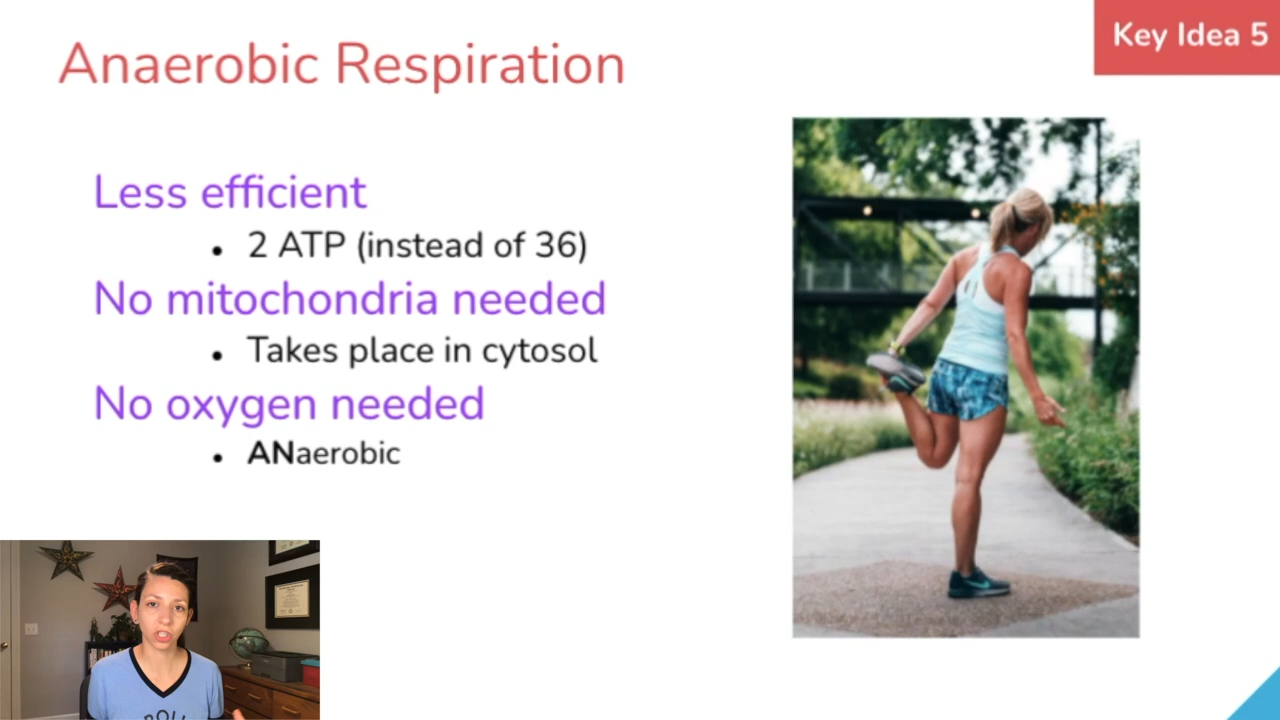 Key Idea 5
Anaerobic Respiration
Less efficient
• 2 ATP (instead of 36)
No mitochondria needed
• Takes place in cytosol
No oxygen needed
• ANaerobic